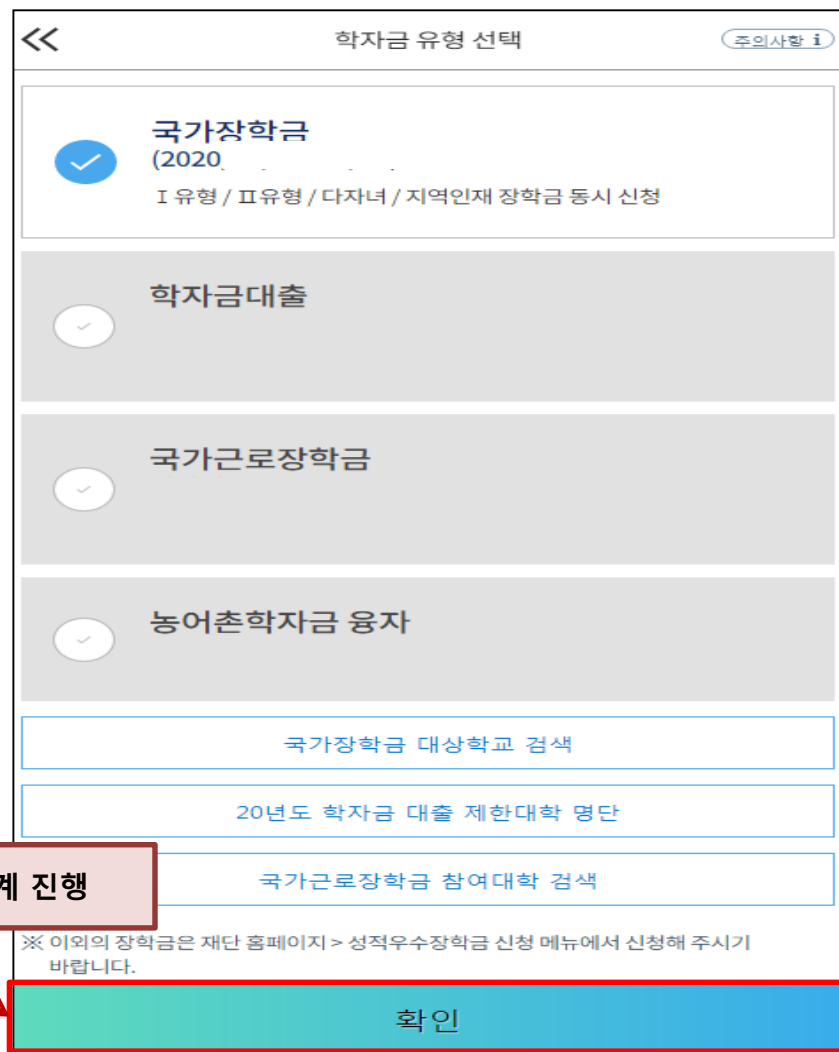 학자금 유형 선택
주의사항 i
국가장학금
(2020
I 유형 / II유형 / 다자녀 / 지역인재 장학금 동시 신청
학자금대출
국가근로장학금
농어촌학자금 융자
국가장학금 대상학교 검색
20년도 학자금 대출 제한대학 명단
계 진행
국가근로장학금 참여대학 검색
※ 이외의 장학금은 재단 홈페이지 > 성적우수장학금 신청 메뉴에서 신청해 주시기
바랍니다.
확인